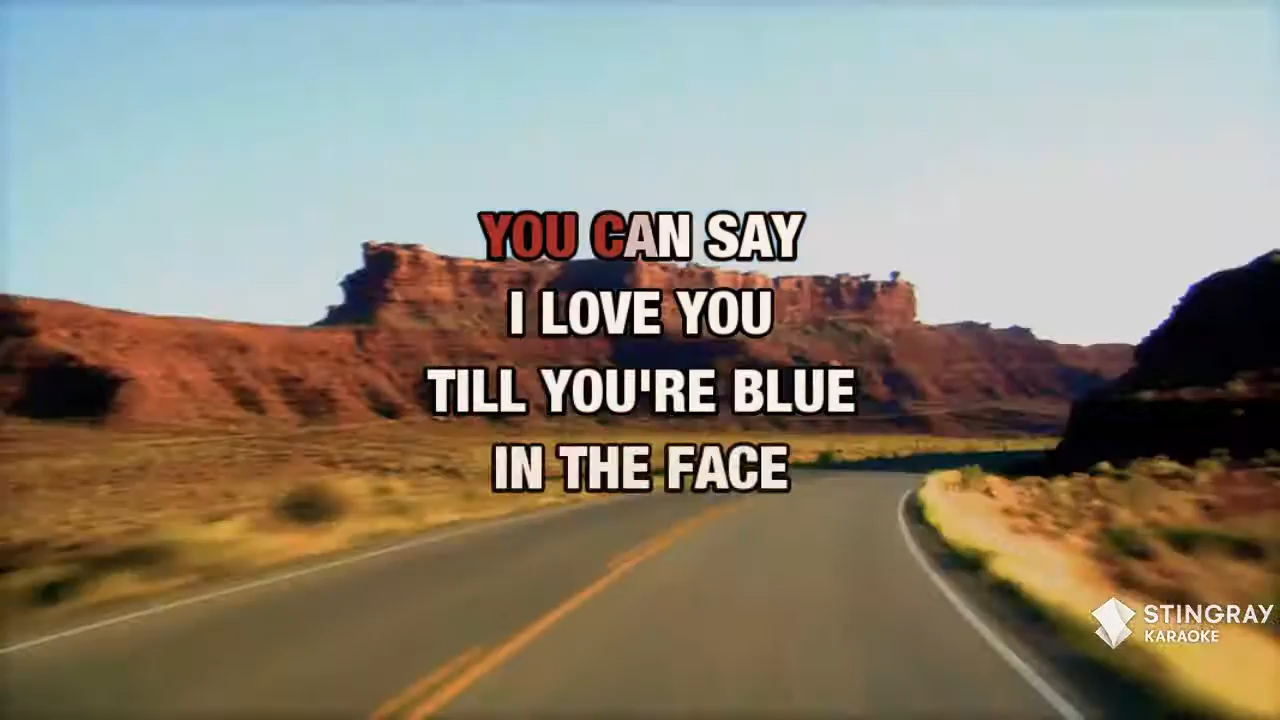 YOU CAN SAY
I LOVE YOU
TILL YOU'RE BLUE
IN THE FACE
STINGRAY
KARAOKE